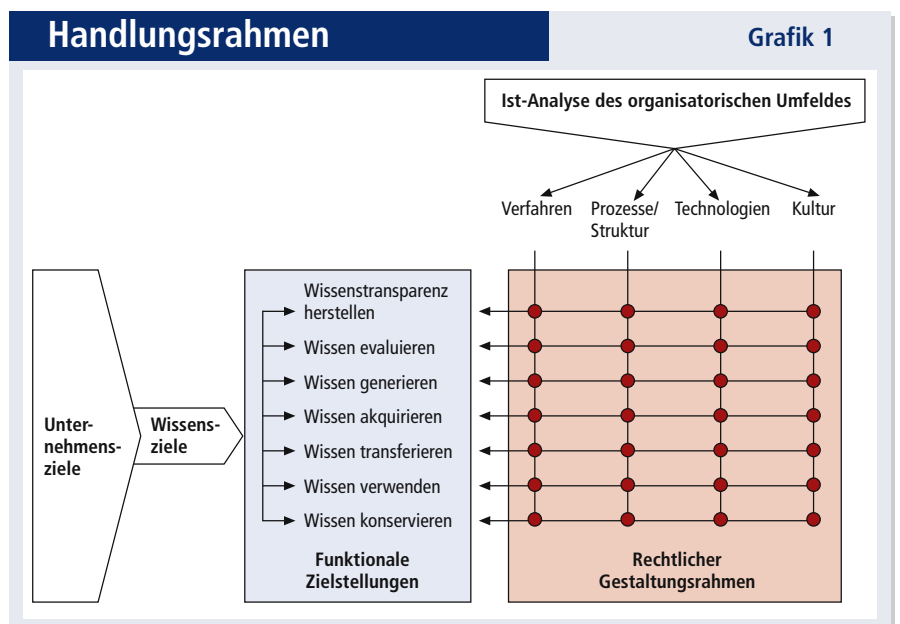 Handlungsrahmen
Grafik 1
Ist-Analyse des organisatorischen Umfeldes
Verfahren
Prozesse/
Struktur
Technologien
Kultur
Unter-
nehmens-
ziele
Wissens-
ziele
Wissenstransparenz
herstellen
Wissen evaluieren
Wissen generieren
Wissen akquirieren
Wissen transferieren
Wissen verwenden
Wissen konservieren
Funktionale
Zielstellungen
Rechtlicher
Gestaltungsrahmen